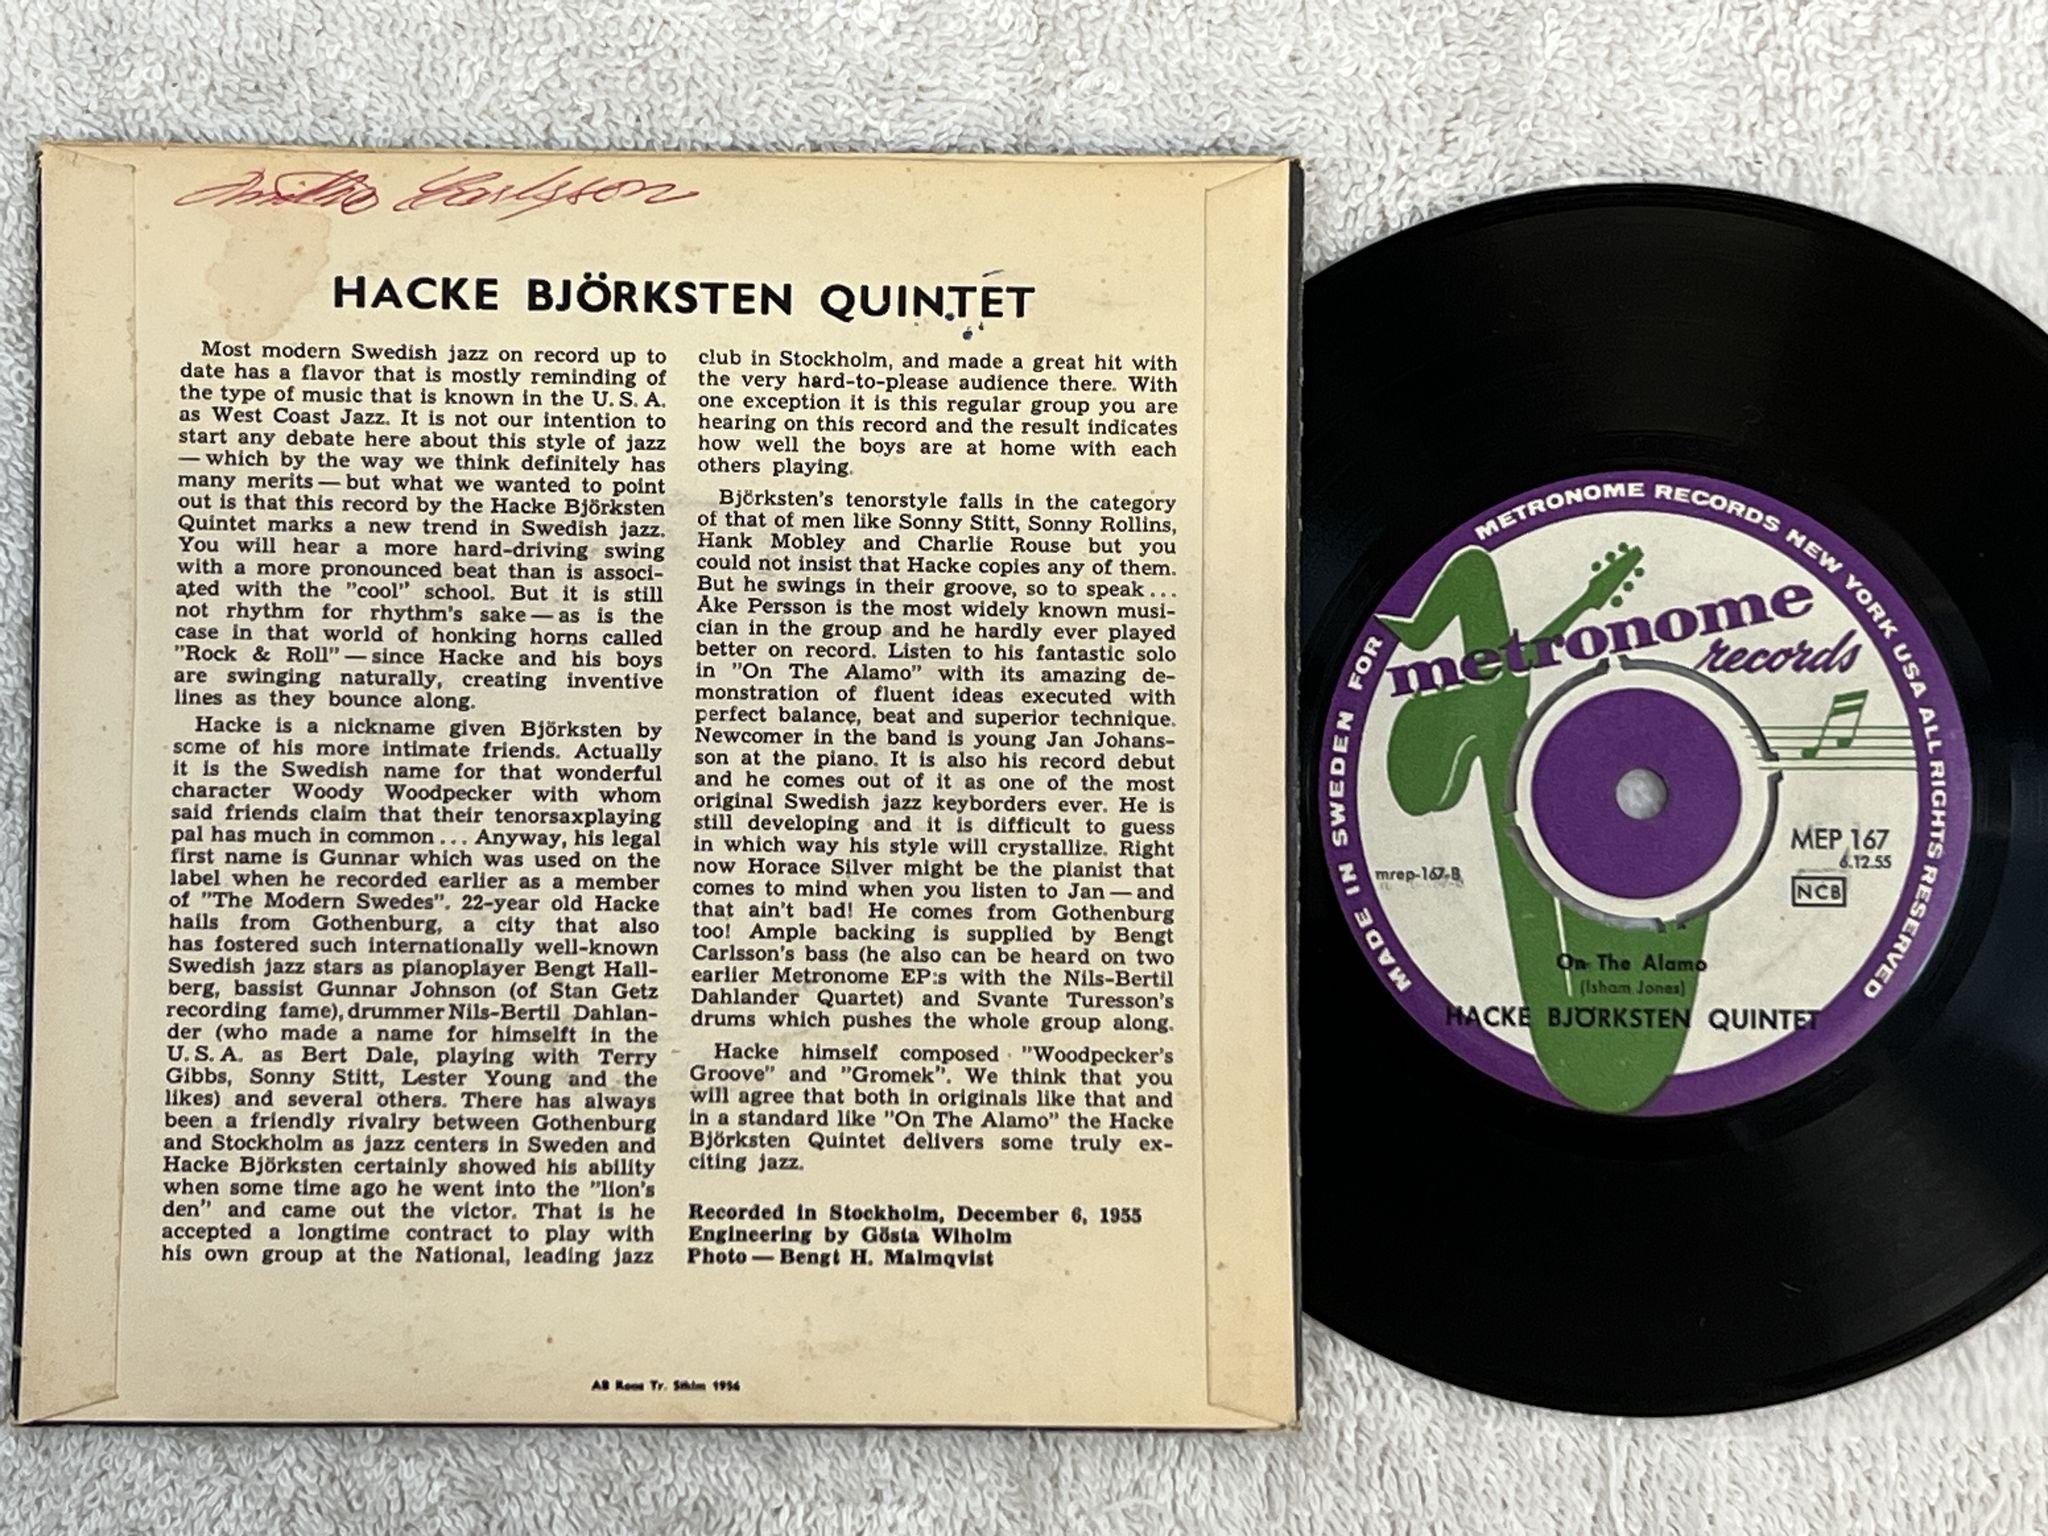 Carlsson
HACKE BJÖRKSTEN QUINTET
Most modern Swedish jazz on record up to
date has a flavor that is mostly reminding of
the type of music that is known in the U. S. A.
as West Coast Jazz. It is not our intention to
start any debate here about this style of jazz
— which by the way we think definitely has
many merits — but what we wanted to point
out is that this record by the Hacke Björksten
Quintet marks a new trend in Swedish jazz.
You will hear a more hard-driving swing
with a more pronounced beat than is associ-
ated with the ”cool” school. But it is still
not rhythm for rhythm's sake — as is the
case in that world of honking horns called
”Rock & Roll” — since Hacke and his boys
are swinging naturally, creating inventive
lines as they bounce along.
Hacke is a nickname given Björksten by
some of his more intimate friends. Actually
it is the Swedish name for that wonderful
character Woody Woodpecker with whom
said friends claim that their tenorsaxplaying
pal has much in common ... Anyway, his legal
first name is Gunnar which was used on the
label when he recorded earlier as a member
of ”The Modern Swedes”. 22-year old Hacke
hails from Gothenburg, a city that also
has fostered such internationally well-known
Swedish jazz stars as pianoplayer Bengt Hall-
berg, bassist Gunnar Johnson (of Stan Getz
recording fame), drummer Nils-Bertil Dahlan-
der (who made a name for himselft in the
U. S. A. as Bert Dale, playing with Terry
Gibbs, Sonny Stitt, Lester Young and the
likes) and several others. There has always
been a friendly rivalry between Gothenburg
and Stockholm as jazz centers in Sweden and
Hacke Björksten certainly showed his ability
when some time ago he went into the ”lion's
den” and came out the victor. That is he
accepted a longtime contract to play with
his own group at the National, leading jazz
club in Stockholm, and made a great hit with
the very hard-to-please audience there. With
one exception it is this regular group you are
hearing on this record and the result indicates
how well the boys are at home with each
others playing.
Björksten's tenorstyle falls in the category
of that of men like Sonny Stitt, Sonny Rollins,
Hank Mobley and Charlie Rouse but you
could not insist that Hacke copies any of them.
But he swings in their groove, so to speak ...
Åke Persson is the most widely known musi-
cian in the group and he hardly ever played
better on record. Listen to his fantastic solo
in ”On The Alamo” with its amazing de-
monstration of fluent ideas executed with
perfect balance, beat and superior technique.
Newcomer in the band is young Jan Johans-
son at the piano. It is also his record debut
and he comes out of it as one of the most
original Swedish jazz keyborders ever. He is
still developing and it is difficult to guess
in which way his style will crystallize. Right
now Horace Silver might be the pianist that
comes to mind when you listen to Jan — and
that ain't bad! He comes from Gothenburg
too! Ample backing is supplied by Bengt
Carlsson's bass (he also can be heard on two
earlier Metronome EP:s with the Nils-Bertil
Dahlander Quartet) and Svante Turesson's
drums which pushes the whole group along.
Hacke himself composed ”Woodpecker's
Groove” and ”Gromek”. We think that you
will agree that both in originals like that and
in a standard like ”On The Alamo” the Hacke
Björksten Quintet delivers some truly ex-
citing jazz.
Recorded in Stockholm, December 6, 1955
Engineering by Gösta Wiholm
Photo — Bengt H. Malmqvist
AB Tr. Sthlm 1956
MADE IN SWEDEN FOR METRONOME RECORDS NEW YORK USA ALL RIGHTS RESERVED
metronome
records
MEP 167
6.12.55
mrep-167-B
NCB
On The Alamo
(Isham Jones)
HACKE BJÖRKSTEN QUINTET